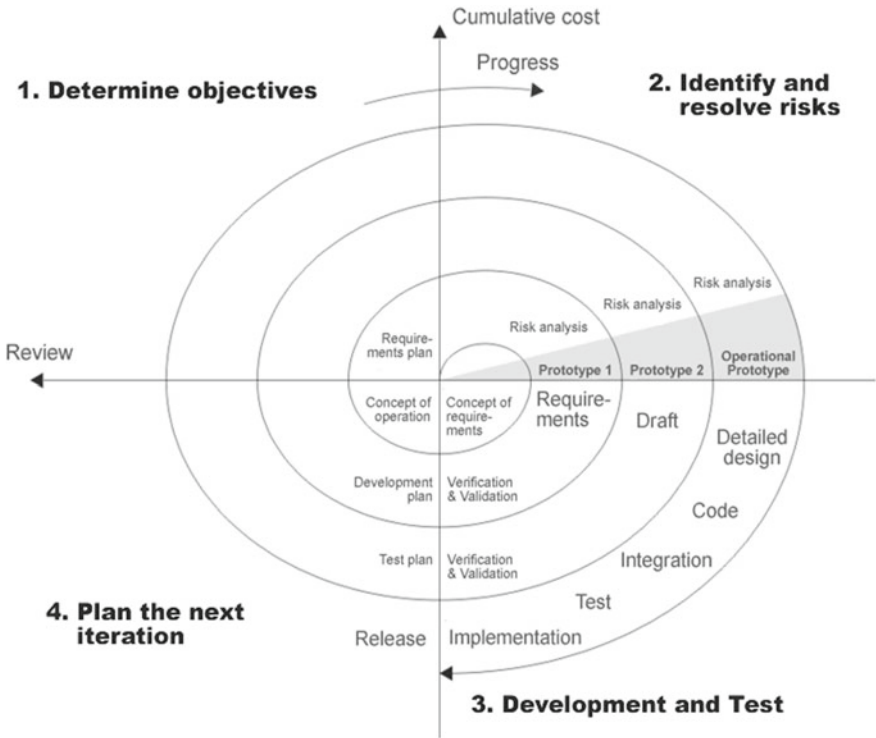 Cumulative cost
Progress
1. Determine objectives
2. Identify and
resolve risks
Risk analysis
Risk analysis
Risk analysis
Require-
ments plan
Review
Prototype 1
Prototype 2
Operational
Prototype
Concept of
operation
Concept of
require-
ments
Require-
ments
Draft
Detailed
design
Development
plan
Verification
& Validation
Code
Test plan
Verification
& Validation
Integration
Test
4. Plan the next
iteration
Release
Implementation
3. Development and Test